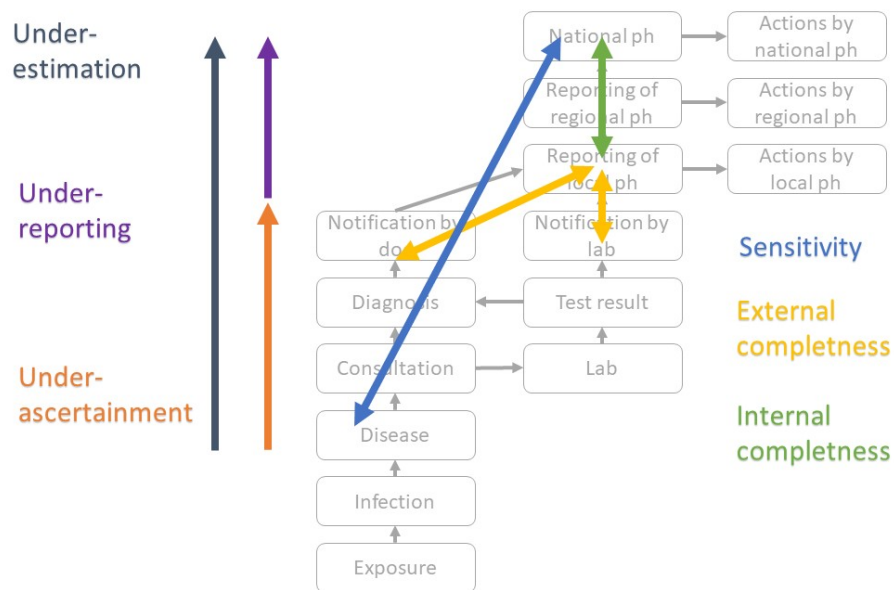 Under-
estimation
National ph
Actions by
national ph
Reporting of
regional ph
Actions by
regional ph
Reporting of
local ph
Actions by
local ph
Under-
reporting
Notification by
Notification by
lab
Sensitivity
Diagnosis
Test result
External
completness
Under-
ascertainment
Consultation
Lab
Disease
Internal
completness
Infection
Exposure